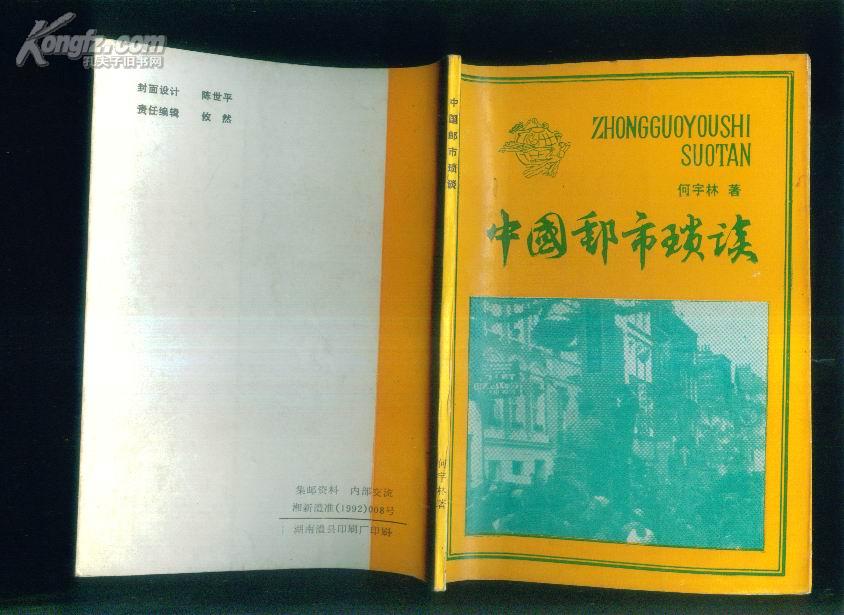 Kongfz.com
孔夫子旧书网
封面设计 陈世平
责任编辑 攸然
集邮资料 内部交流
湘新澧准(1992)008号
湖南澧县印刷厂印刷
中国邮市琐谈
何宇林著
ZHONGGUOYOUSHI
SUOTAN
何宇林 著
中國邮市琐谈